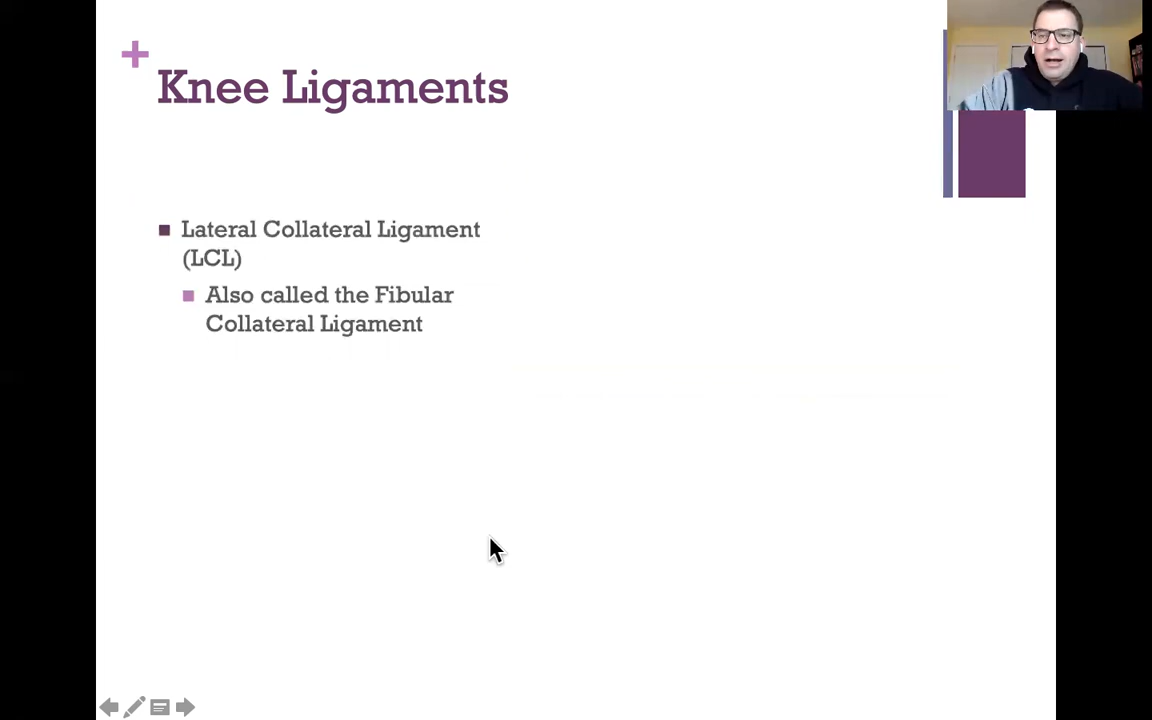 Knee Ligaments
Lateral Collateral Ligament
(LCL)
Also called the Fibular
Collateral Ligament